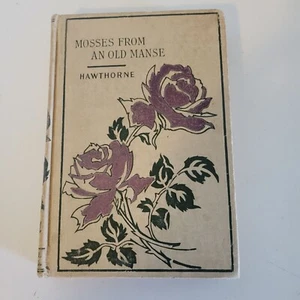 MOSSES FROM
AN OLD MANSE
HAWTHORNE